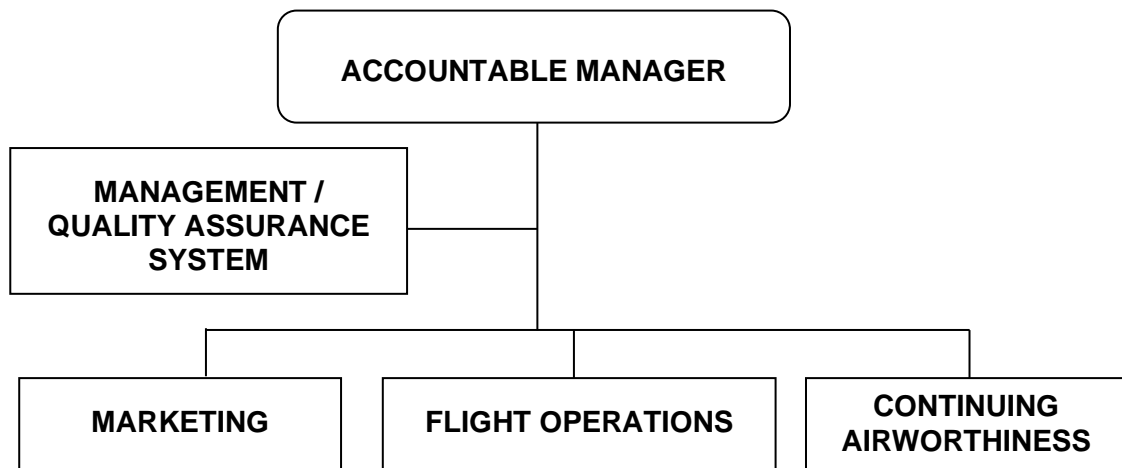 ACCOUNTABLE MANAGER
MANAGEMENT /
QUALITY ASSURANCE
SYSTEM
MARKETING
FLIGHT OPERATIONS
CONTINUING
AIRWORTHINESS